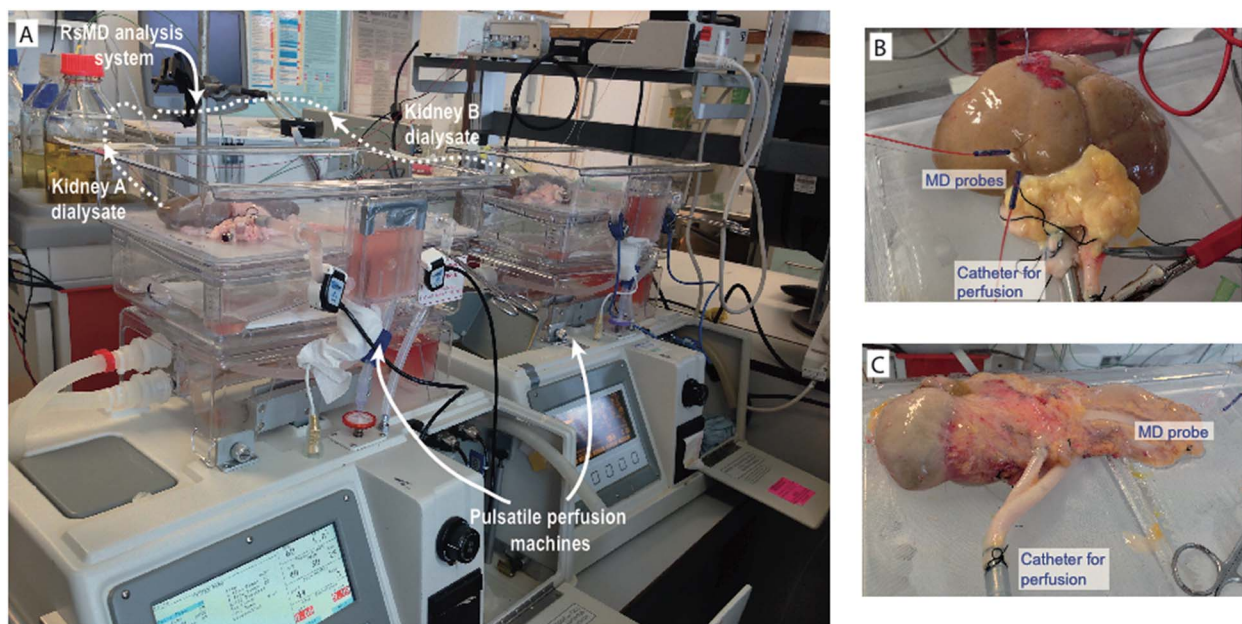 A
RsMD analysis
system
Kidney B
dialysate
Kidney A
dialysate
Pulsatile perfusion
machines
B
MD probes
Catheter for
perfusion
C
MD probe
Catheter for
perfusion